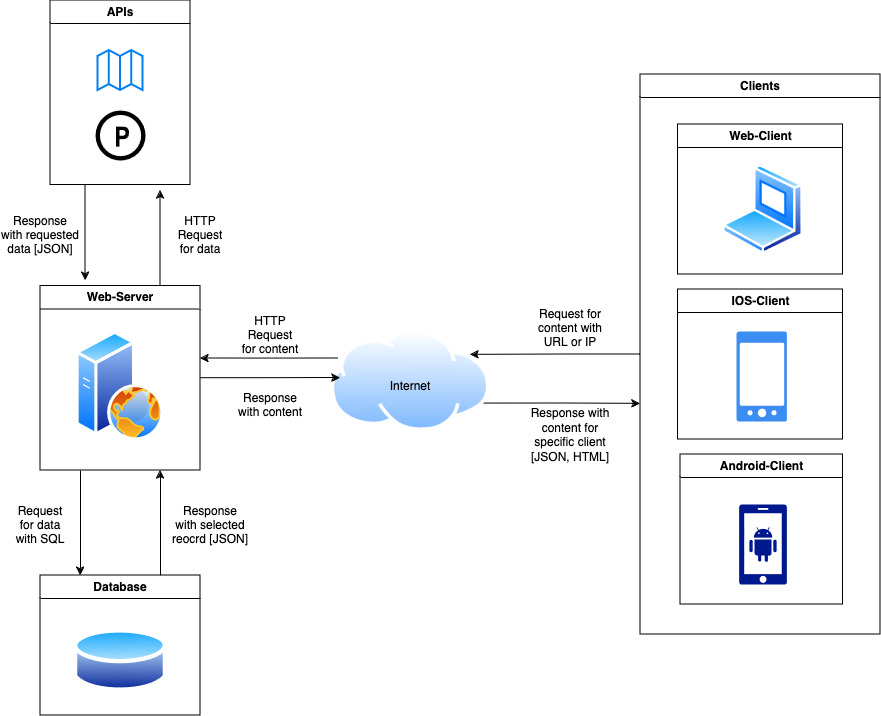 APIs
P
Clients
Web-Client
Response
with requested
data [JSON]
HTTP
Request
for data
Web-Server
IOS-Client
HTTP
Request
for content
Request for
content with
URL or IP
Internet
Response
with content
Response with
content for
specific client
[JSON, HTML]
Android-Client
Request
for data
with SQL
Response
with selected
reocrd [JSON]
Database